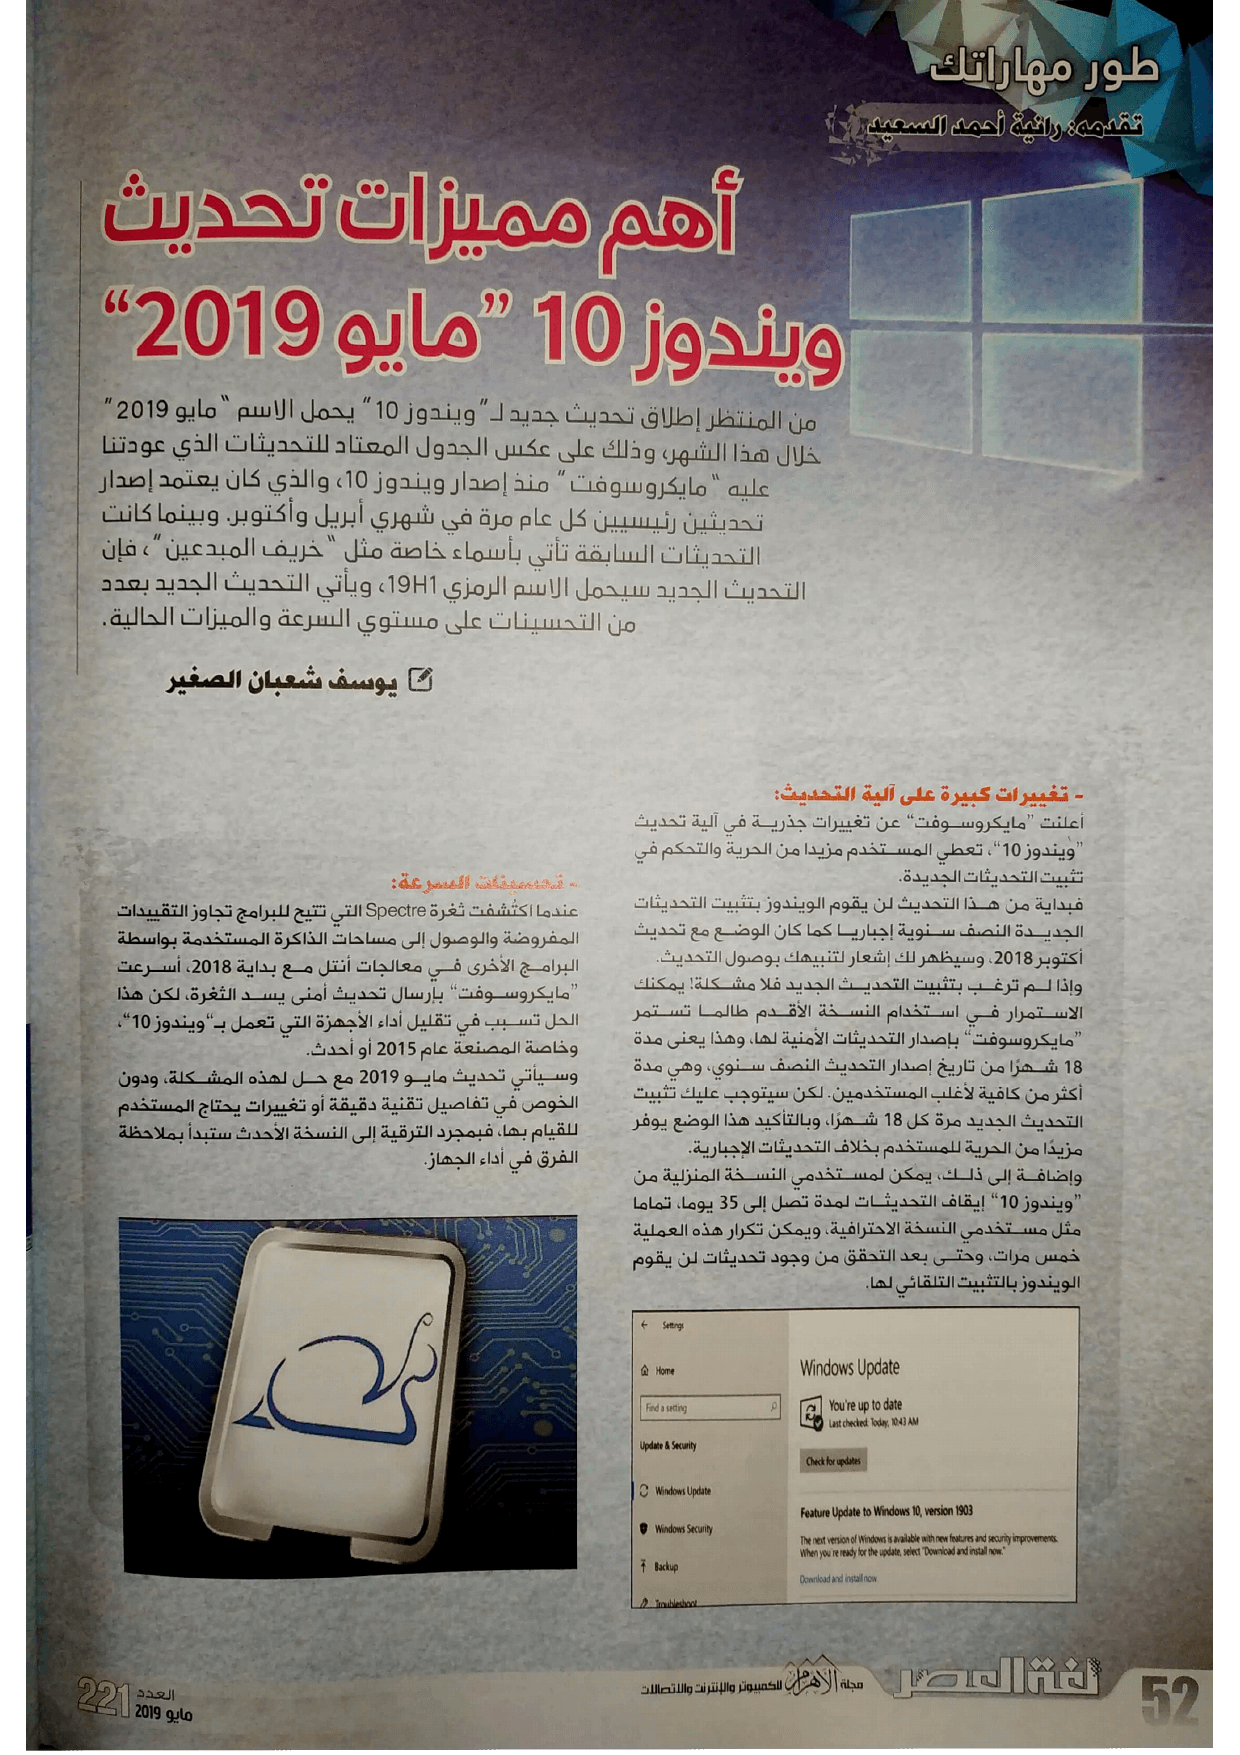 طور مهاراتك
تقدمه: رانية أحمد السعيد
أهم مميزات تحديث
ويندوز 10 ”مايو 2019“
من المنتظر إطلاق تحديث جديد لـ”ويندوز 10” يحمل الاسم “مايو 2019”
خلال هذا الشهر، وذلك على عكس الجدول المعتاد للتحديثات الذي عودتنا
عليه “مايكروسوفت” منذ إصدار ويندوز 10، والذي كان يعتمد إصدار
تحديثين رئيسيين كل عام مرة في شهري أبريل وأكتوبر. وبينما كانت
التحديثات السابقة تأتي بأسماء خاصة مثل “خريف المبدعين”، فإن
التحديث الجديد سيحمل الاسم الرمزي 19H1، ويأتي التحديث الجديد بعدد
من التحسينات على مستوي السرعة والميزات الحالية.
يوسف شعبان الصغير
- تغييرات كبيرة على آلية التحديث:
أعلنت ”مايكروسوفت“ عن تغييرات جذرية في آلية تحديث
”ويندوز 10“، تعطي المستخدم مزيدا من الحرية والتحكم في
تثبيت التحديثات الجديدة.
فبداية من هذا التحديث لن يقوم الويندوز بتثبيت التحديثات
الجديدة النصف سنوية إجباريا كما كان الوضع مع تحديث
أكتوبر 2018، وسيظهر لك إشعار لتنبيهك بوصول التحديث.
وإذا لم ترغب بتثبيت التحديث الجديد فلا مشكلة! يمكنك
الاستمرار في استخدام النسخة الأقدم طالما تستمر
”مايكروسوفت“ بإصدار التحديثات الأمنية لها، وهذا يعنى مدة
18 شهرًا من تاريخ إصدار التحديث النصف سنوي، وهي مدة
أكثر من كافية لأغلب المستخدمين. لكن سيتوجب عليك تثبيت
التحديث الجديد مرة كل 18 شهرًا، وبالتأكيد هذا الوضع يوفر
مزيدًا من الحرية للمستخدم بخلاف التحديثات الإجبارية.
وإضافة إلى ذلك، يمكن لمستخدمي النسخة المنزلية من
”ويندوز 10“ إيقاف التحديثات لمدة تصل إلى 35 يوما، تماما
مثل مستخدمي النسخة الاحترافية، ويمكن تكرار هذه العملية
خمس مرات، وحتى بعد التحقق من وجود تحديثات لن يقوم
الويندوز بالتثبيت التلقائي لها.
Settings
Home
Find a setting
Update & Security
Windows Update
Windows Security
Backup
Troubleshoot
Windows Update
You're up to date
Last checked: Today, 10:43 AM
Check for updates
Feature Update to Windows 10, version 1903
The next version of Windows is available with new features and security improvements.
When you're ready for the update, select "Download and install now."
Download and install now
- تحسينات السرعة:
عندما اكتُشفت ثغرة Spectre التي تتيح للبرامج تجاوز التقييدات
المفروضة والوصول إلى مساحات الذاكرة المستخدمة بواسطة
البرامج الأخرى في معالجات أنتل مع بداية 2018، أسرعت
”مايكروسوفت“ بإرسال تحديث أمنى يسد الثغرة، لكن هذا
الحل تسبب في تقليل أداء الأجهزة التي تعمل بـ“ويندوز 10“،
وخاصة المصنعة عام 2015 أو أحدث.
وسيأتي تحديث مايو 2019 مع حل لهذه المشكلة، ودون
الخوص في تفاصيل تقنية دقيقة أو تغييرات يحتاج المستخدم
للقيام بها، فبمجرد الترقية إلى النسخة الأحدث ستبدأ بملاحظة
الفرق في أداء الجهاز.
52
لغة العصر
مجلة الأهرام للكمبيوتر والإنترنت والاتصالات
العدد 221
مايو 2019